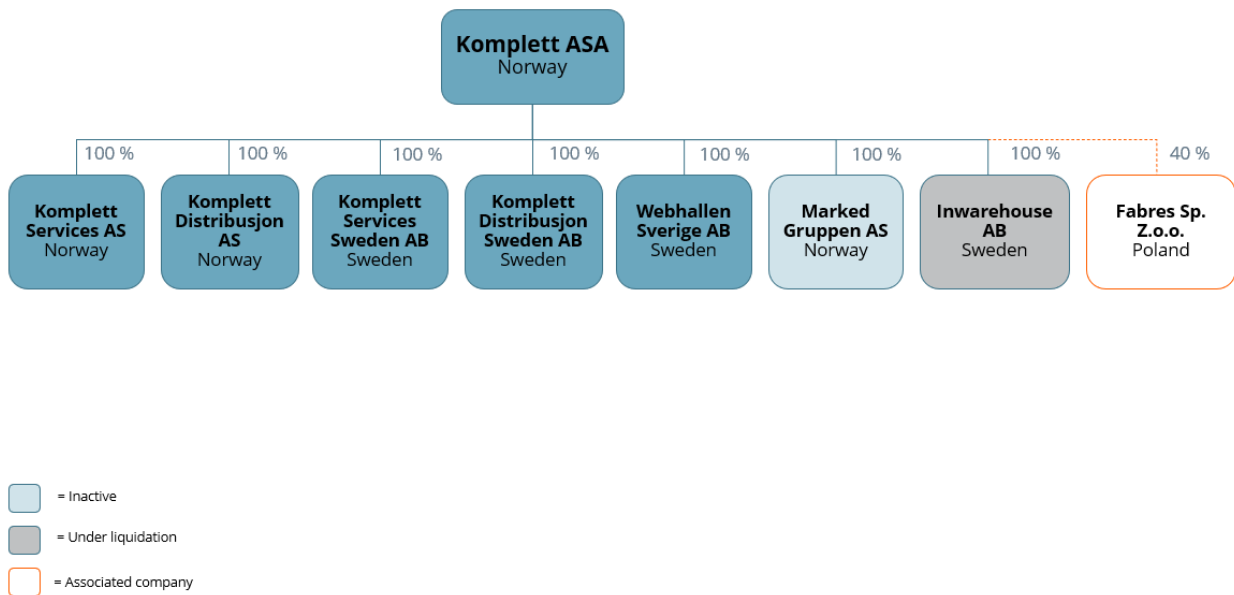 Komplett ASA
Norway
100 %
100 %
100 %
100 %
100 %
100 %
100 %
40 %
Komplett
Services AS
Norway
Komplett
Distribusjon
AS
Norway
Komplett
Services
Sweden AB
Sweden
Komplett
Distribusjon
Sweden AB
Sweden
Webhallen
Sverige AB
Sweden
Marked
Gruppen AS
Norway
Inwarehouse
AB
Sweden
Fabres Sp.
Z.o.o.
Poland
= Inactive
= Under liquidation
= Associated company